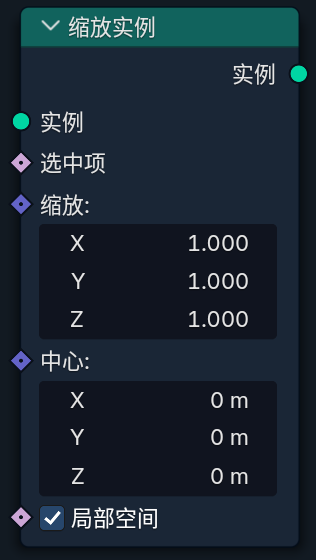 缩放实例
实例
实例
选中项
缩放:
X 1.000
Y 1.000
Z 1.000
中心:
X 0 m
Y 0 m
Z 0 m
局部空间